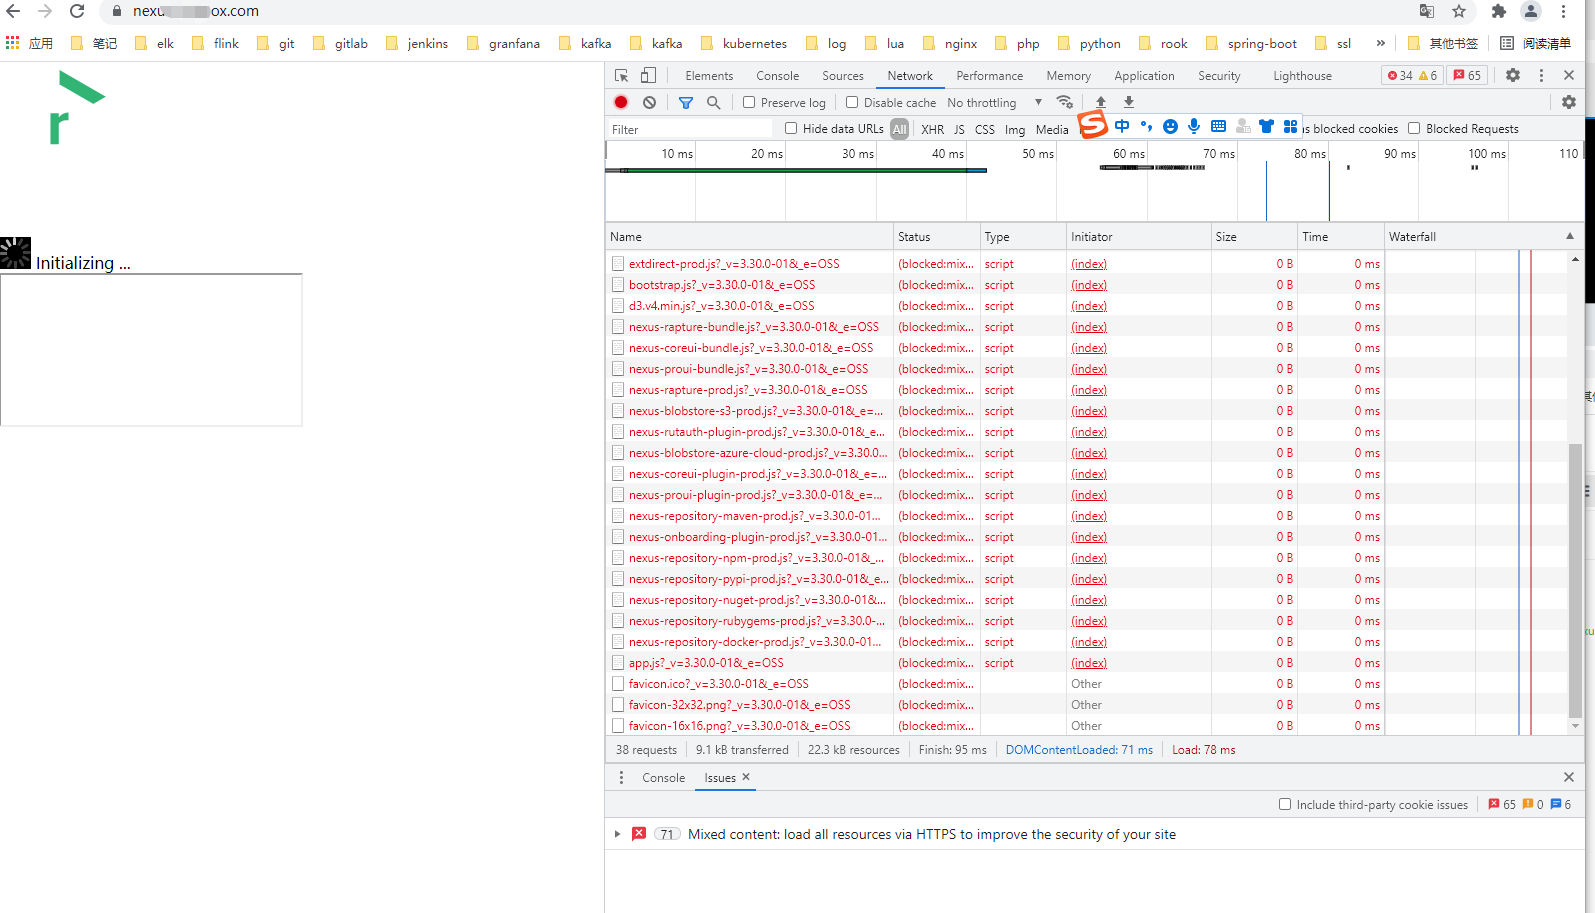 nexu ox.com
应用 笔记 elk flink git gitlab jenkins granfana kafka kafka kubernetes log lua nginx php python rook spring-boot ssl » 其他书签 阅读清单
r
Initializing ...
Elements Console Sources Network Performance Memory Application Security Lighthouse 34 6 65
Preserve log Disable cache No throttling
Filter Hide data URLs All XHR JS CSS Img Media 中 s blocked cookies Blocked Requests
10 ms 20 ms 30 ms 40 ms 50 ms 60 ms 70 ms 80 ms 90 ms 100 ms 110
Name Status Type Initiator Size Time Waterfall
extdirect-prod.js?_v=3.30.0-01&_e=OSS (blocked:mix... script (index) 0 B 0 ms
bootstrap.js?_v=3.30.0-01&_e=OSS (blocked:mix... script (index) 0 B 0 ms
d3.v4.min.js?_v=3.30.0-01&_e=OSS (blocked:mix... script (index) 0 B 0 ms
nexus-rapture-bundle.js?_v=3.30.0-01&_e=OSS (blocked:mix... script (index) 0 B 0 ms
nexus-coreui-bundle.js?_v=3.30.0-01&_e=OSS (blocked:mix... script (index) 0 B 0 ms
nexus-proui-bundle.js?_v=3.30.0-01&_e=OSS (blocked:mix... script (index) 0 B 0 ms
nexus-rapture-prod.js?_v=3.30.0-01&_e=OSS (blocked:mix... script (index) 0 B 0 ms
nexus-blobstore-s3-prod.js?_v=3.30.0-01&_e=... (blocked:mix... script (index) 0 B 0 ms
nexus-rutauth-plugin-prod.js?_v=3.30.0-01&_e... (blocked:mix... script (index) 0 B 0 ms
nexus-blobstore-azure-cloud-prod.js?_v=3.30.0... (blocked:mix... script (index) 0 B 0 ms
nexus-coreui-plugin-prod.js?_v=3.30.0-01&_e=... (blocked:mix... script (index) 0 B 0 ms
nexus-proui-plugin-prod.js?_v=3.30.0-01&_e=... (blocked:mix... script (index) 0 B 0 ms
nexus-repository-maven-prod.js?_v=3.30.0-01... (blocked:mix... script (index) 0 B 0 ms
nexus-onboarding-plugin-prod.js?_v=3.30.0-01... (blocked:mix... script (index) 0 B 0 ms
nexus-repository-npm-prod.js?_v=3.30.0-01&_... (blocked:mix... script (index) 0 B 0 ms
nexus-repository-pypi-prod.js?_v=3.30.0-01&_e... (blocked:mix... script (index) 0 B 0 ms
nexus-repository-nuget-prod.js?_v=3.30.0-01&... (blocked:mix... script (index) 0 B 0 ms
nexus-repository-rubygems-prod.js?_v=3.30.0-... (blocked:mix... script (index) 0 B 0 ms
nexus-repository-docker-prod.js?_v=3.30.0-01... (blocked:mix... script (index) 0 B 0 ms
app.js?_v=3.30.0-01&_e=OSS (blocked:mix... script (index) 0 B 0 ms
favicon.ico?_v=3.30.0-01&_e=OSS (blocked:mix... Other 0 B 0 ms
favicon-32x32.png?_v=3.30.0-01&_e=OSS (blocked:mix... Other 0 B 0 ms
favicon-16x16.png?_v=3.30.0-01&_e=OSS (blocked:mix... Other 0 B 0 ms
38 requests 9.1 kB transferred 22.3 kB resources Finish: 95 ms DOMContentLoaded: 71 ms Load: 78 ms
Console Issues
Include third-party cookie issues 65 0 6
71 Mixed content: load all resources via HTTPS to improve the security of your site